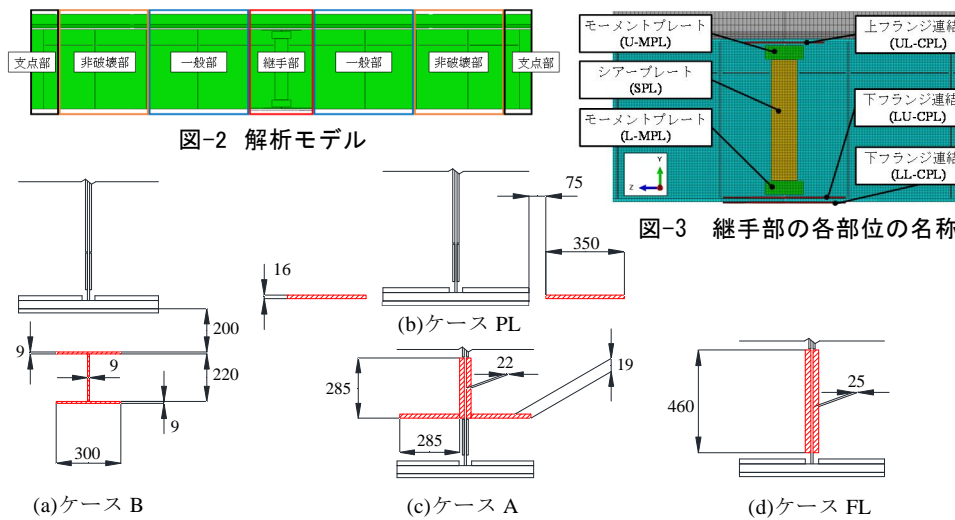 支点部
非破壊部
一般部
継手部
一般部
非破壊部
支点部
図-2 解析モデル
モーメントプレート
(U-MPL)
シアープレート
(SPL)
モーメントプレート
(L-MPL)
上フランジ連結
(UL-CPL)
下フランジ連結
(LU-CPL)
下フランジ連結
(LL-CPL)
Y
Z
図-3 継手部の各部位の名称
200
9
9
220
9
300
(a)ケース B
16
75
350
(b)ケース PL
285
22
19
285
(c)ケース A
460
25
(d)ケース FL